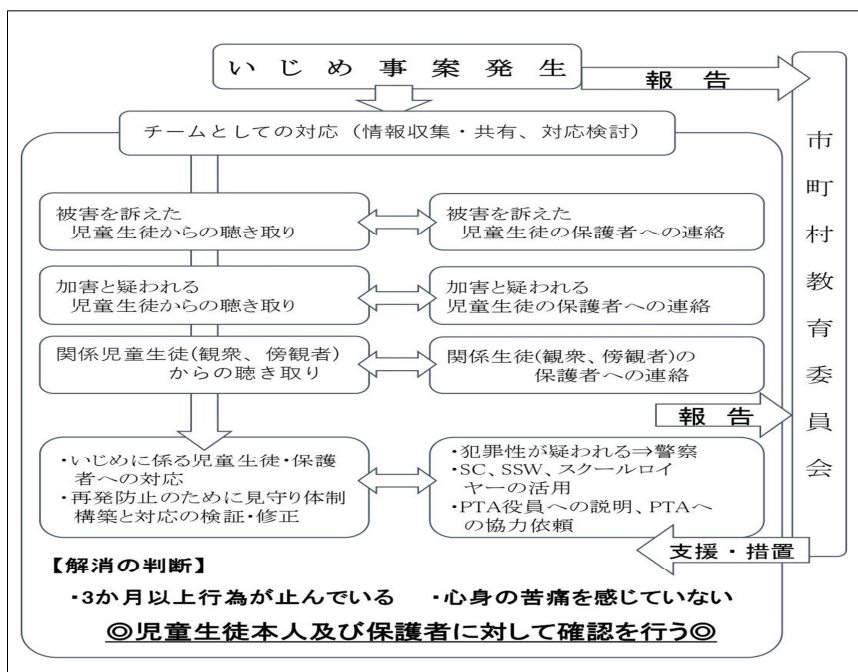 いじめ事案発生
報告
チームとしての対応（情報収集・共有、対応検討）
被害を訴えた
児童生徒からの聴き取り
被害を訴えた
児童生徒の保護者への連絡
加害と疑われる
児童生徒からの聴き取り
加害と疑われる
児童生徒の保護者への連絡
関係児童生徒(観衆、傍観者)
からの聴き取り
関係生徒(観衆、傍観者)の
保護者への連絡
報告
・いじめに係る児童生徒・保護
者への対応
・再発防止のために見守り体制
構築と対応の検証・修正
・犯罪性が疑われる⇒警察
・SC、SSW、スクールロイ
ヤーの活用
・PTA役員への説明、PTAへ
の協力依頼
市町村教育委員会
支援・措置
【解消の判断】
・3か月以上行為が止んでいる ・心身の苦痛を感じていない
◎児童生徒本人及び保護者に対して確認を行う◎